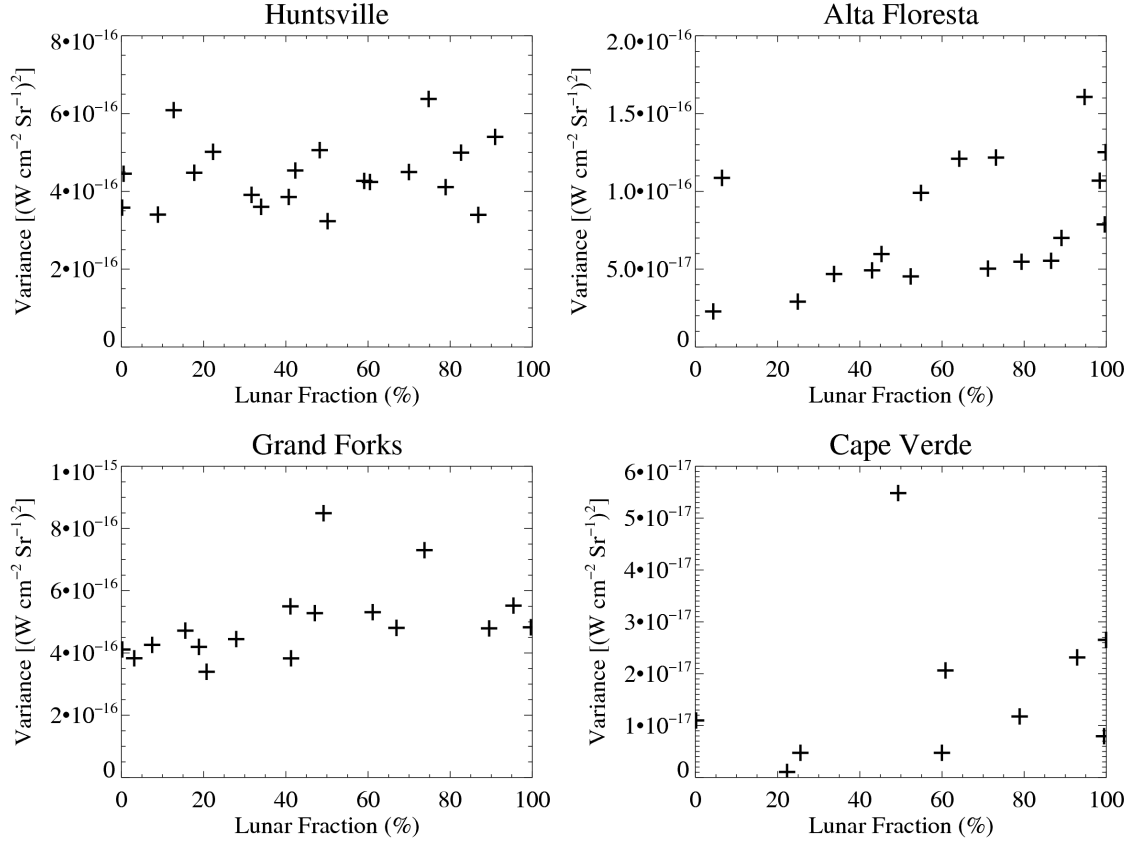 Huntsville
Variance [(W cm⁻² Sr⁻¹)²]
8•10⁻¹⁶
6•10⁻¹⁶
4•10⁻¹⁶
2•10⁻¹⁶
0
0 20 40 60 80 100
Lunar Fraction (%)
Alta Floresta
Variance [(W cm⁻² Sr⁻¹)²]
2.0•10⁻¹⁶
1.5•10⁻¹⁶
1.0•10⁻¹⁶
5.0•10⁻¹⁷
0
0 20 40 60 80 100
Lunar Fraction (%)
Grand Forks
Variance [(W cm⁻² Sr⁻¹)²]
1•10⁻¹⁵
8•10⁻¹⁶
6•10⁻¹⁶
4•10⁻¹⁶
2•10⁻¹⁶
0
0 20 40 60 80 100
Lunar Fraction (%)
Cape Verde
Variance [(W cm⁻² Sr⁻¹)²]
6•10⁻¹⁷
5•10⁻¹⁷
4•10⁻¹⁷
3•10⁻¹⁷
2•10⁻¹⁷
1•10⁻¹⁷
0
0 20 40 60 80 100
Lunar Fraction (%)